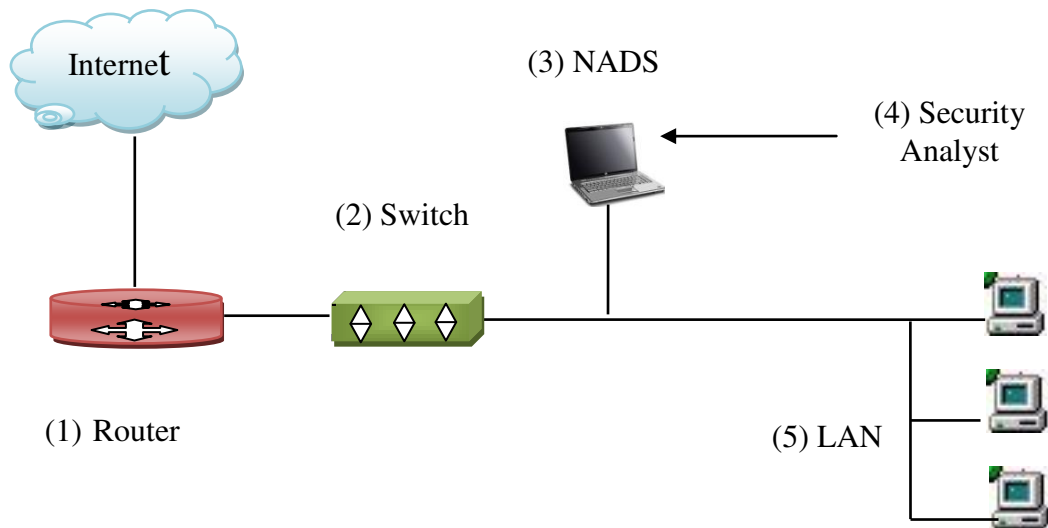 Internet
(3) NADS
(4) Security
Analyst
(2) Switch
(1) Router
(5) LAN